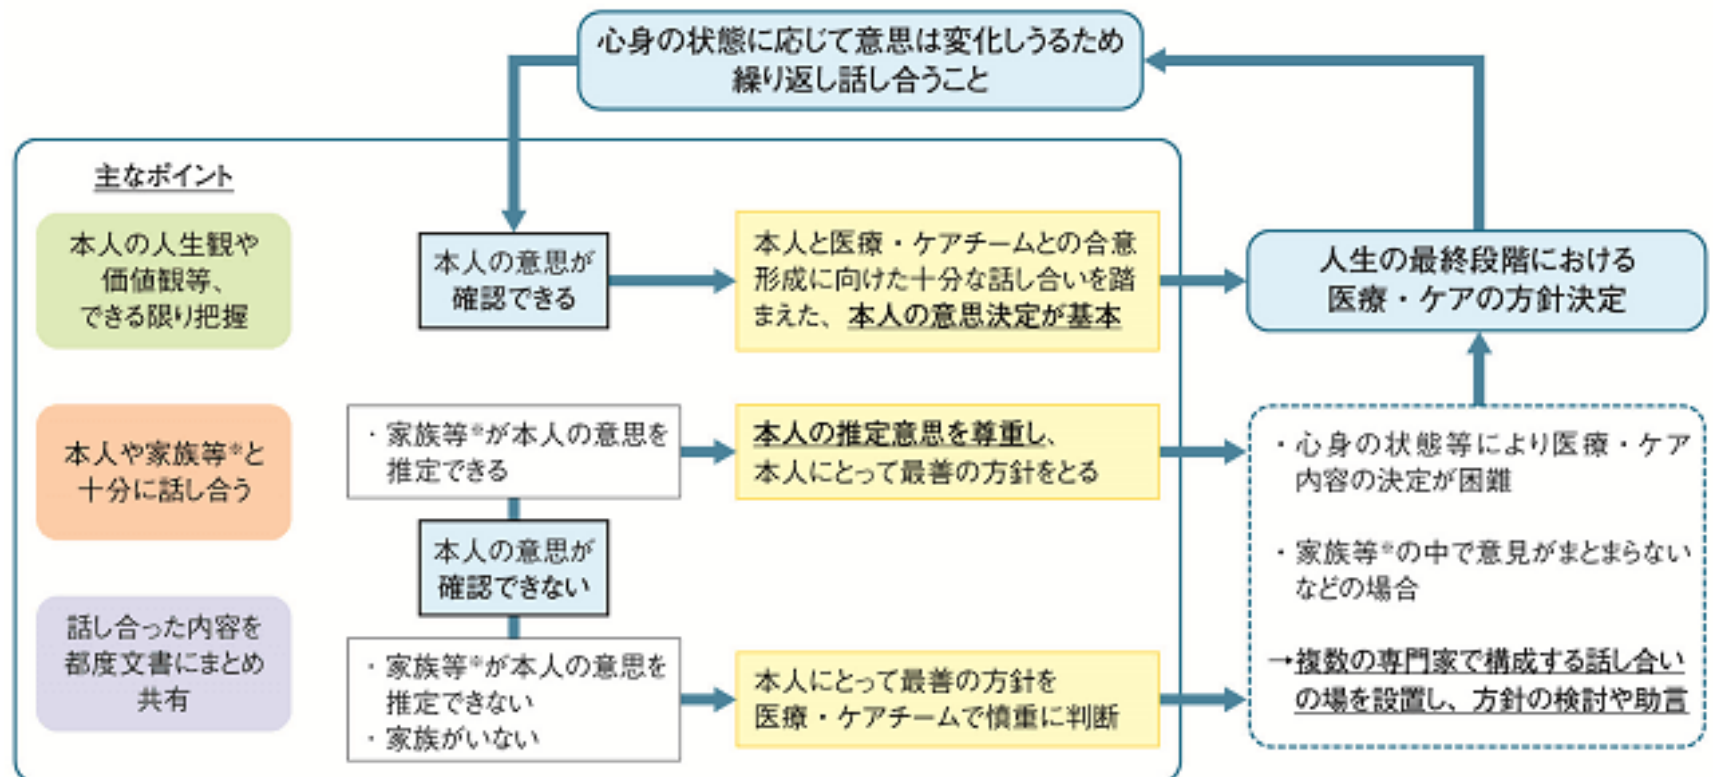 心身の状態に応じて意思は変化しうるため
繰り返し話し合うこと
主なポイント
本人の人生観や
価値観等、
できる限り把握
本人や家族等※と
十分に話し合う
話し合った内容を
都度文書にまとめ
共有
本人の意思が
確認できる
本人と医療・ケアチームとの合意
形成に向けた十分な話し合いを踏
まえた、本人の意思決定が基本
人生の最終段階における
医療・ケアの方針決定
・家族等※が本人の意思を
推定できる
本人の推定意思を尊重し、
本人にとって最善の方針をとる
本人の意思が
確認できない
・家族等※が本人の意思を
推定できない
・家族がいない
本人にとって最善の方針を
医療・ケアチームで慎重に判断
・心身の状態等により医療・ケア
内容の決定が困難
・家族等※の中で意見がまとまらない
などの場合
→複数の専門家で構成する話し合い
の場を設置し、方針の検討や助言